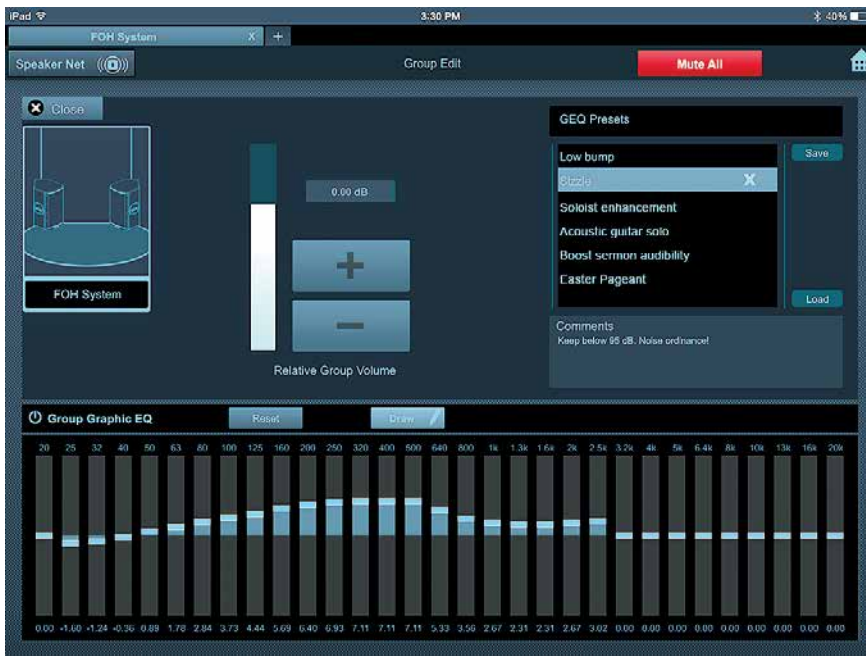 iPad 3:30 PM 40%
FOH System X +
Speaker Net Group Edit Mute All
Close
GEQ Presets
Low bump
Save
Sizzle X
0.00 dB
Soloist enhancement
Acoustic guitar solo
Boost sermon audibility
Easter Pageant
FOH System
Load
Comments
Keep below 95 dB. Noise ordinance!
Relative Group Volume
Group Graphic EQ Reset Draw
20 25 32 40 50 63 80 100 125 160 200 250 320 400 500 640 800 1k 1.3k 1.6k 2k 2.5k 3.2k 4k 5k 6.4k 8k 10k 13k 16k 20k
0.00 -1.60 -1.24 -0.36 0.89 1.78 2.84 3.73 4.44 5.69 6.40 6.93 7.11 7.11 7.11 5.33 3.56 2.67 2.31 2.31 2.67 3.02 0.00 0.00 0.00 0.00 0.00 0.00 0.00 0.00 0.00